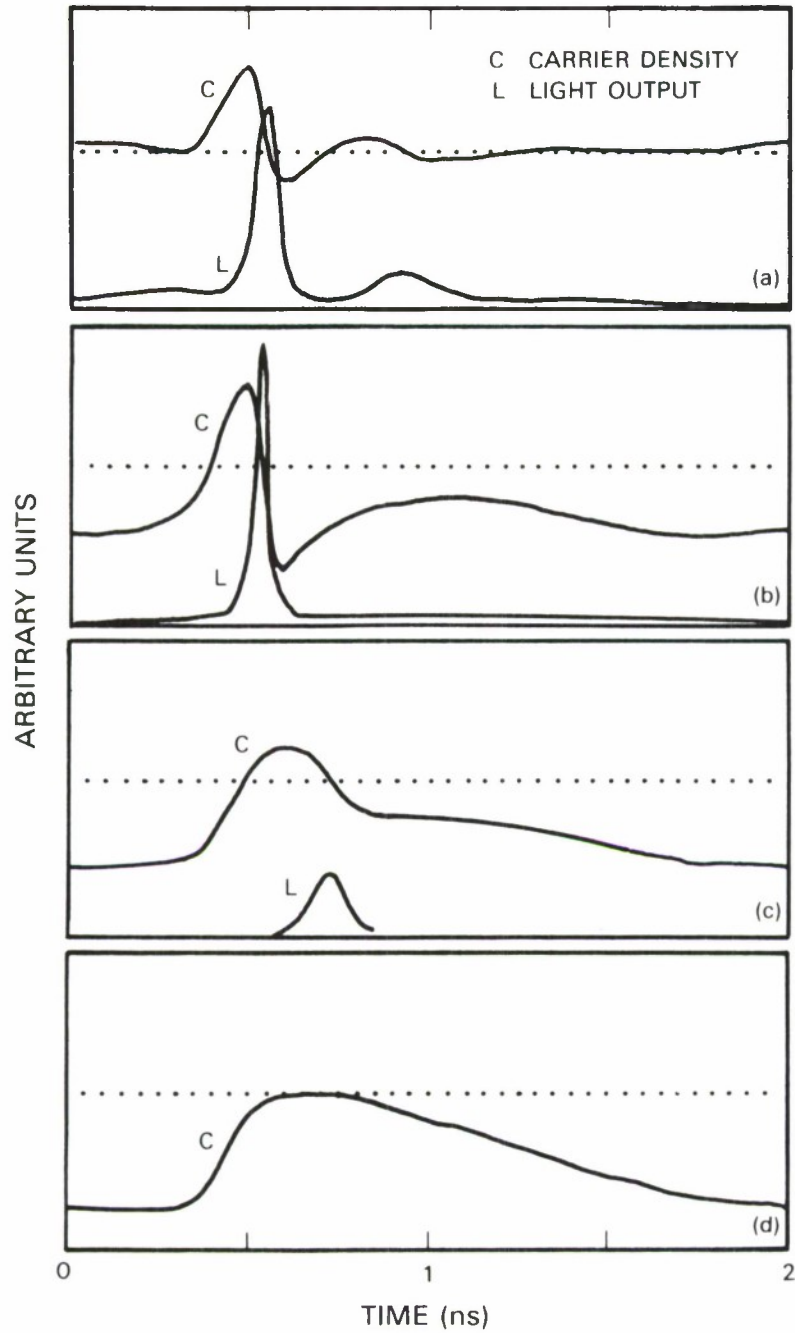 C CARRIER DENSITY
L LIGHT OUTPUT
C
L
(a)
C
L
(b)
C
L
(c)
C
(d)
ARBITRARY UNITS
0 1 2
TIME (ns)